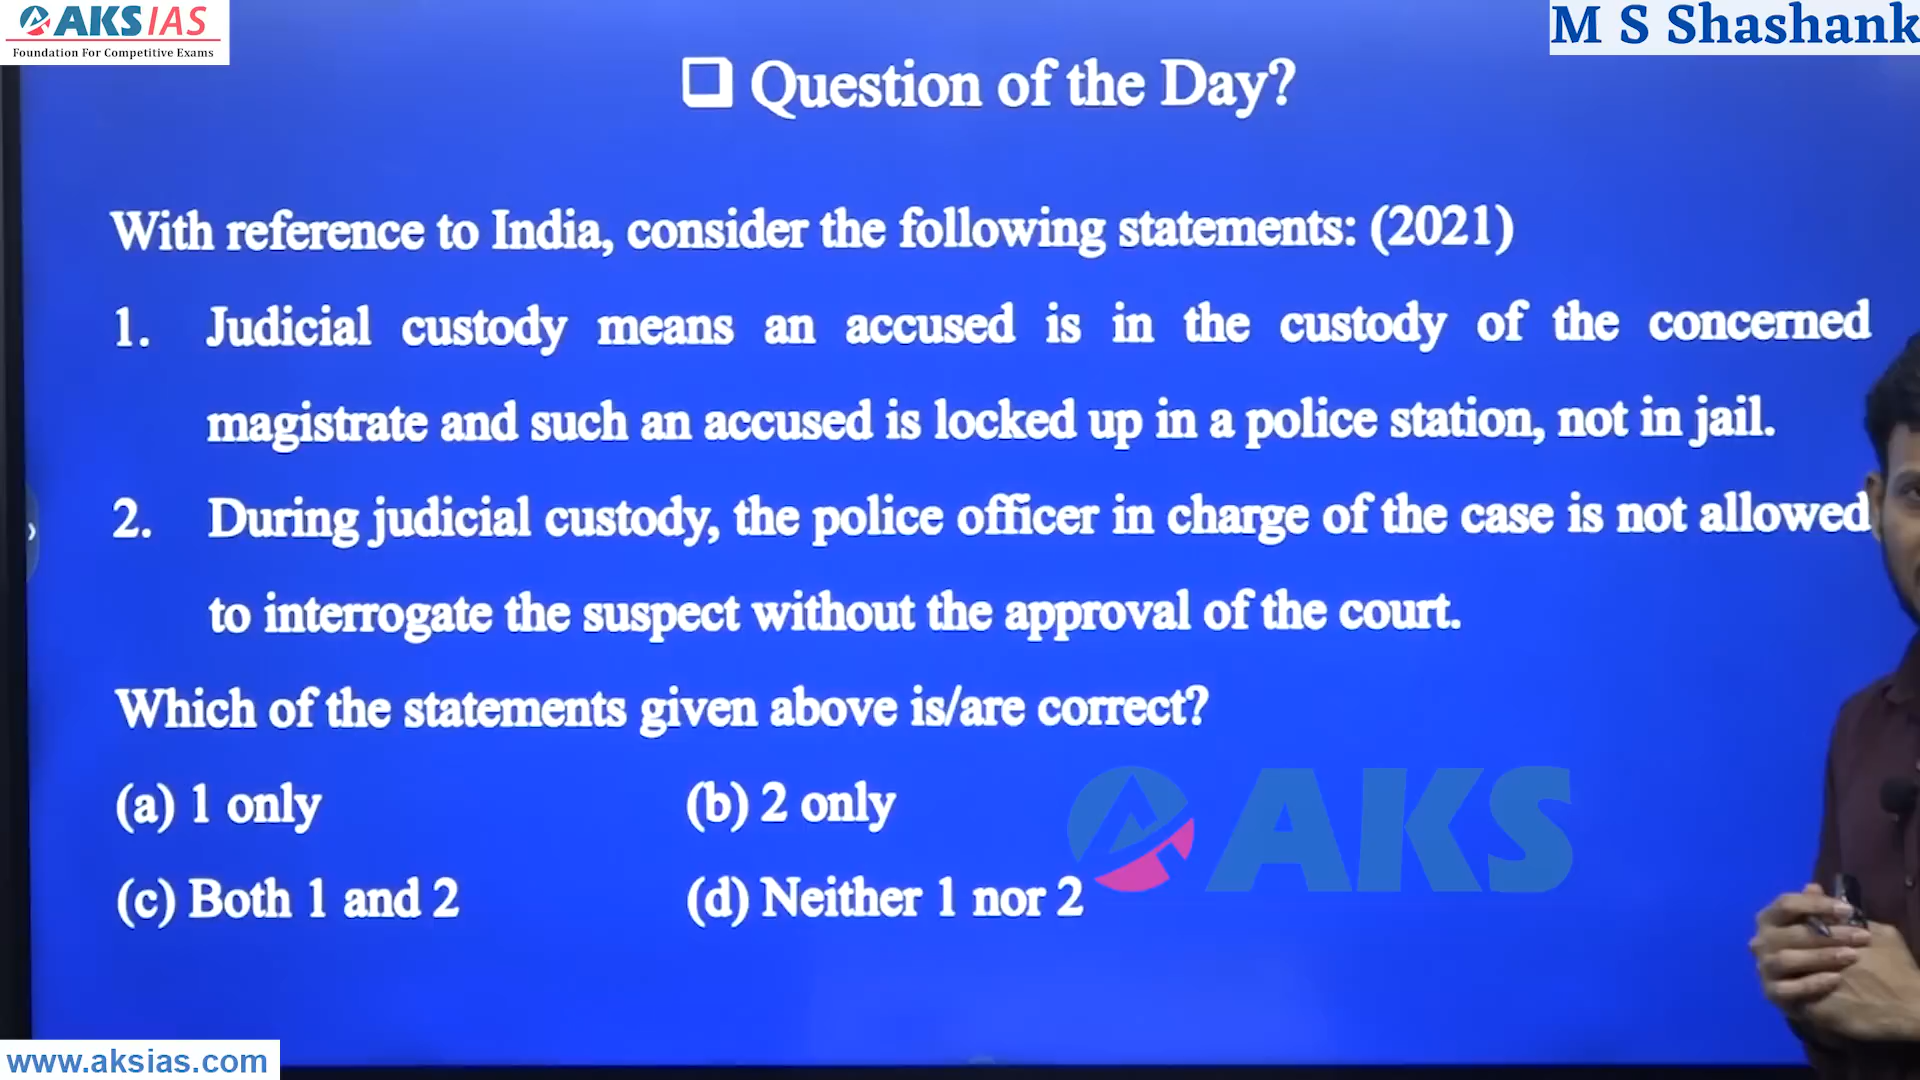 AKS IAS
Foundation For Competitive Exams
M S Shashank
Question of the Day?
With reference to India, consider the following statements: (2021)
1. Judicial custody means an accused is in the custody of the concerned
magistrate and such an accused is locked up in a police station, not in jail.
2. During judicial custody, the police officer in charge of the case is not allowed
to interrogate the suspect without the approval of the court.
Which of the statements given above is/are correct?
(a) 1 only (b) 2 only
(c) Both 1 and 2 (d) Neither 1 nor 2
AKS
www.aksias.com